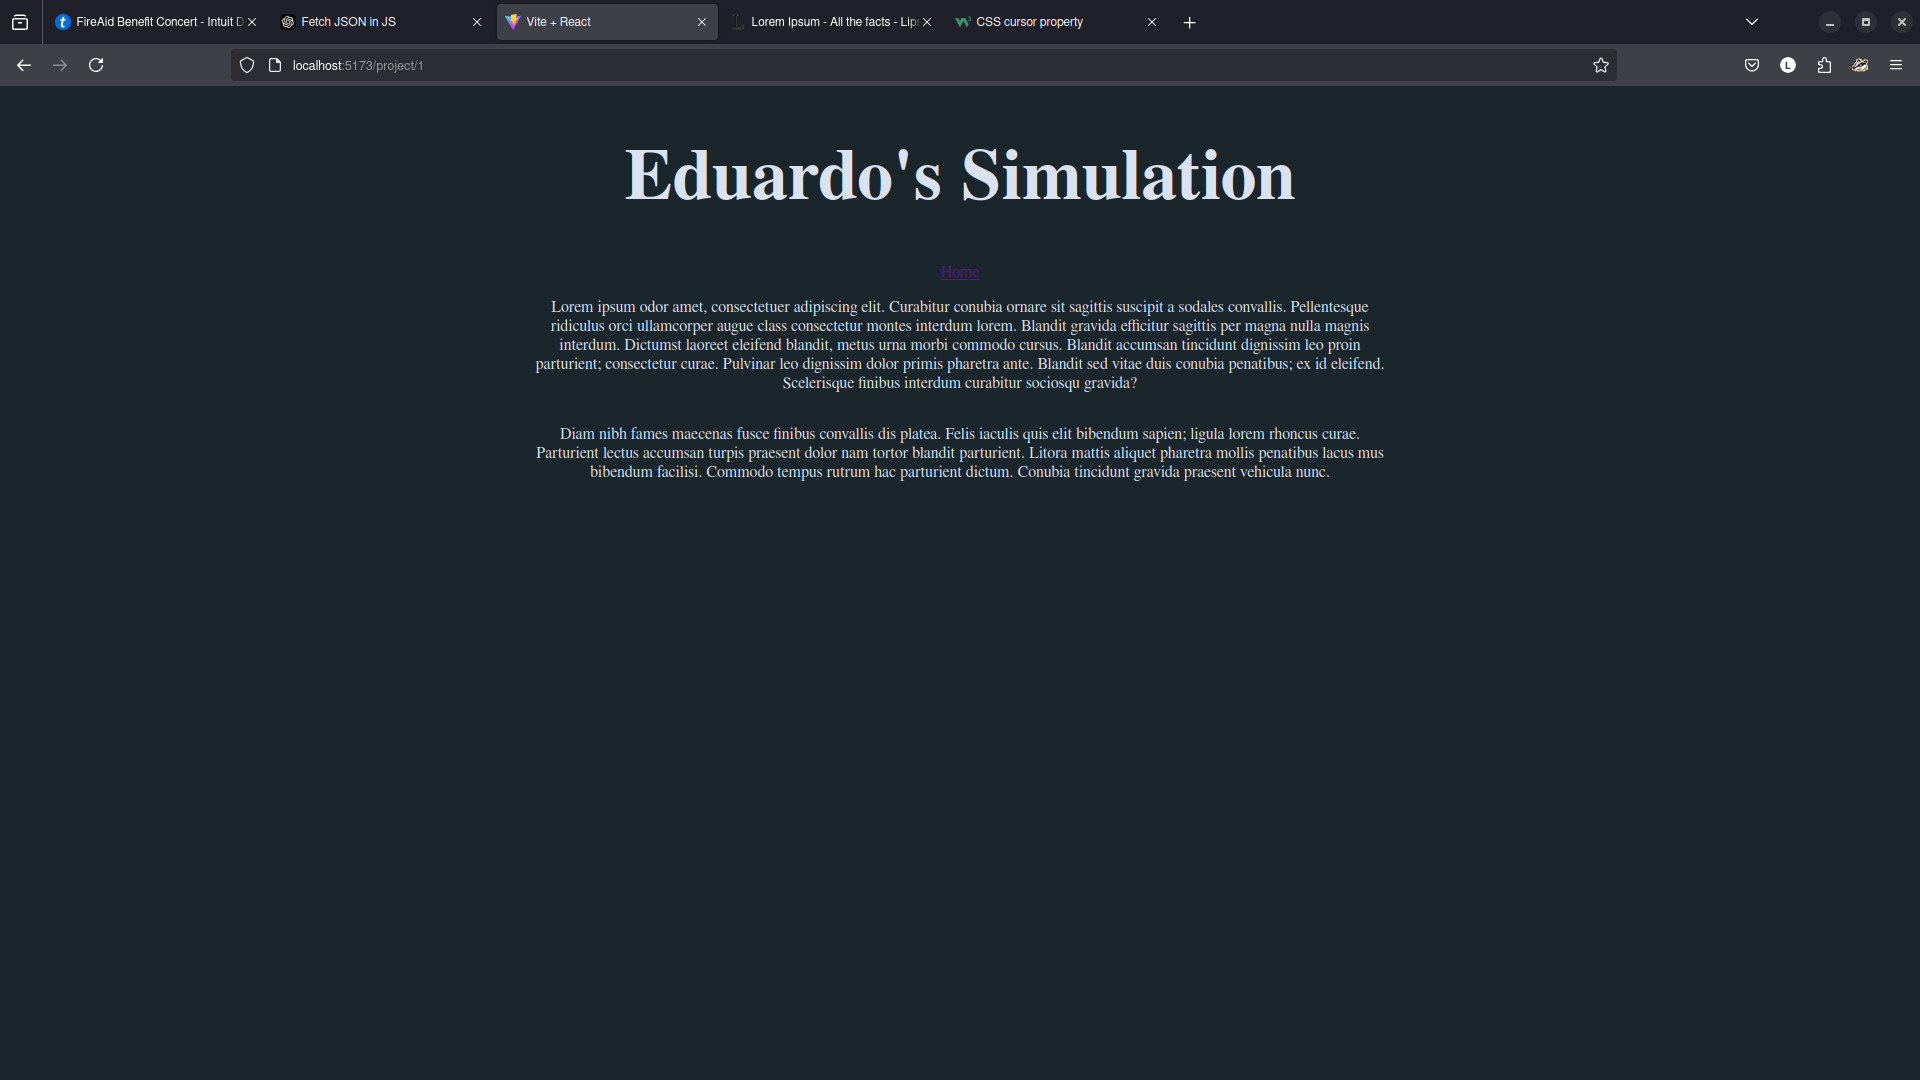 FireAid Benefit Concert - Intuit D
Fetch JSON in JS
Vite + React
Lorem Ipsum - All the facts - Lip
CSS cursor property
localhost:5173/project/1
L
Eduardo's Simulation
Home
Lorem ipsum odor amet, consectetuer adipiscing elit. Curabitur conubia ornare sit sagittis suscipit a sodales convallis. Pellentesque
ridiculus orci ullamcorper augue class consectetur montes interdum lorem. Blandit gravida efficitur sagittis per magna nulla magnis
interdum. Dictumst laoreet eleifend blandit, metus urna morbi commodo cursus. Blandit accumsan tincidunt dignissim leo proin
parturient; consectetur curae. Pulvinar leo dignissim dolor primis pharetra ante. Blandit sed vitae duis conubia penatibus; ex id eleifend.
Scelerisque finibus interdum curabitur sociosqu gravida?
Diam nibh fames maecenas fusce finibus convallis dis platea. Felis iaculis quis elit bibendum sapien; ligula lorem rhoncus curae.
Parturient lectus accumsan turpis praesent dolor nam tortor blandit parturient. Litora mattis aliquet pharetra mollis penatibus lacus mus
bibendum facilisi. Commodo tempus rutrum hac parturient dictum. Conubia tincidunt gravida praesent vehicula nunc.